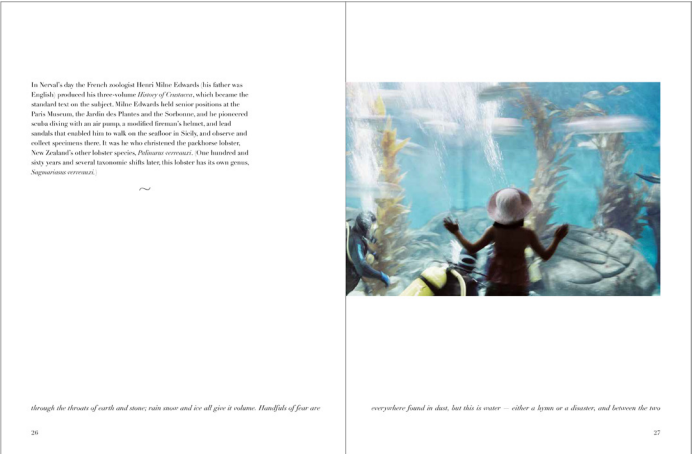 In Nerval's day the French zoologist Henri Milne Edwards (his father was
English) produced his three-volume History of Crustacea, which became the
standard text on the subject. Milne Edwards held senior positions at the
Paris Museum, the Jardin des Plantes and the Sorbonne, and he pioneered
scuba diving with an air pump, a modified fireman's helmet, and lead
sandals that enabled him to walk on the seafloor in Sicily, and observe and
collect specimens there. It was he who christened the packhorse lobster,
New Zealand's other lobster species, Palinurus verreauxi. (One hundred and
sixty years and several taxonomic shifts later, this lobster has its own genus,
Sagmariasus verreauxi.)
through the throats of earth and stone; rain snow and ice all give it volume. Handfuls of fear are
26
everywhere found in dust, but this is water — either a hymn or a disaster, and between the two
27